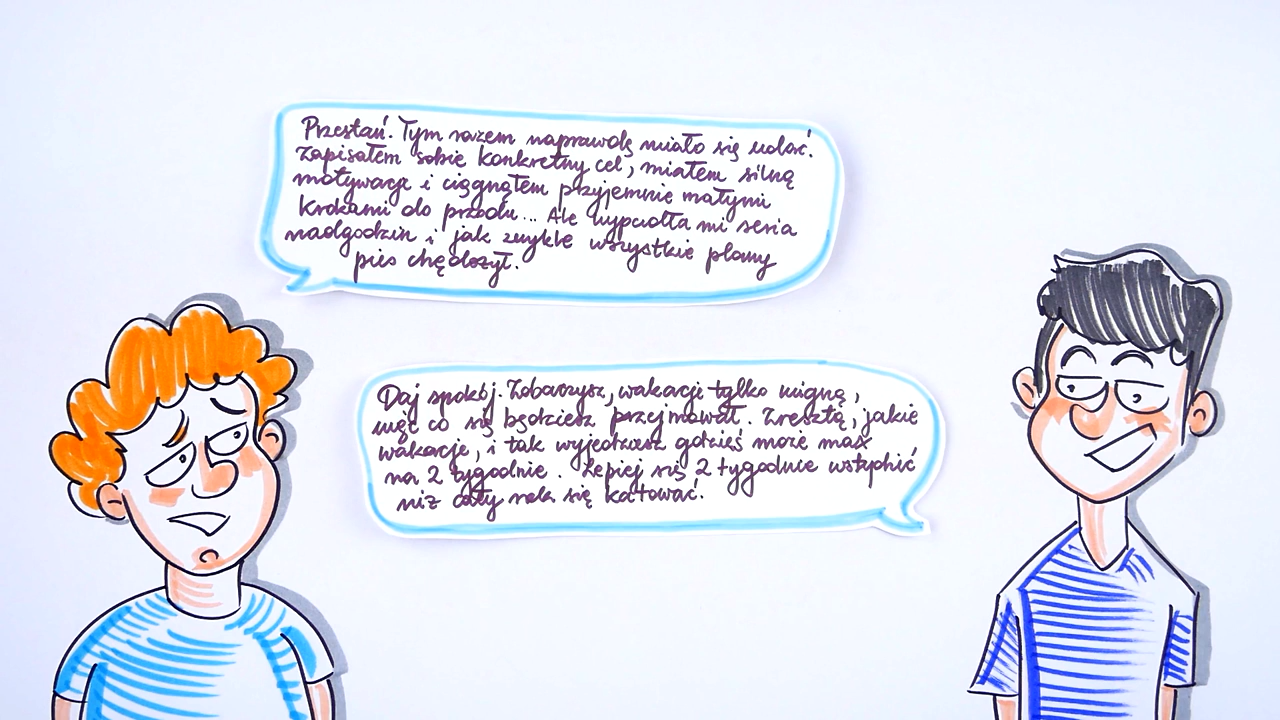 Przestań. Tym razem naprawdę miało się udać.
Zapisałem sobie konkretny cel, miałem silną
motywację i ciągnąłem przyjemnie małymi
krokami do przodu... Ale wypadła mi seria
nadgodzin i jak zwykle wszystkie plamy
pies chędożył.
Daj spokój. Zobaczysz, wakacje tylko migną,
więc co się będziesz przejmował. Zresztą, jakie
wakacje, i tak wyjedziesz gdzieś może max
na 2 tygodnie. Lepiej się 2 tygodnie wstydzić
niż cały rok się katować.